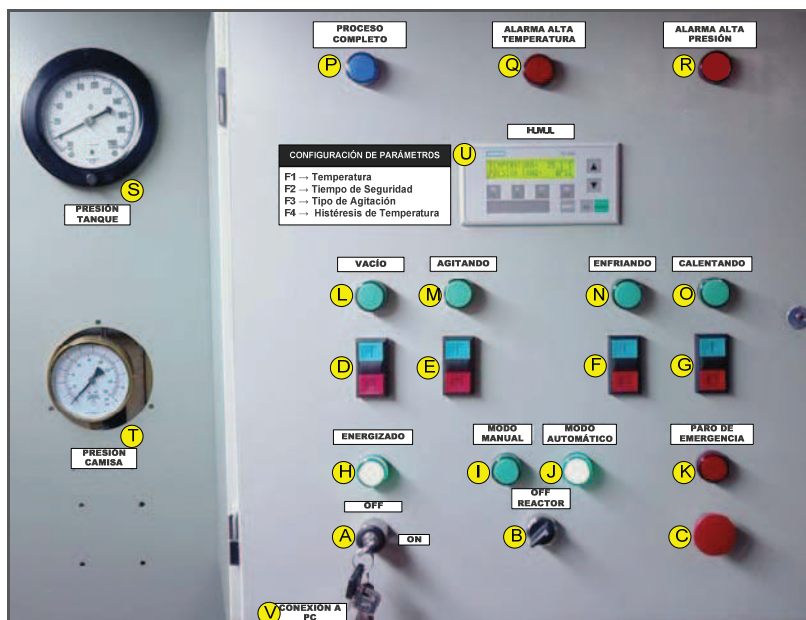 PROCESO
COMPLETO
P
ALARMA ALTA
TEMPERATURA
Q
ALARMA ALTA
PRESIÓN
R
S
PRESIÓN
TANQUE
CONFIGURACIÓN DE PARÁMETROS
F1 → Temperatura
F2 → Tiempo de Seguridad
F3 → Tipo de Agitación
F4 → Histéresis de Temperatura
U
SIEMENS
VACÍO
L
AGITANDO
M
ENFRIANDO
N
CALENTANDO
O
D
E
F
G
T
PRESIÓN
CAMISA
ENERGIZADO
H
MODO
MANUAL
I
MODO
AUTOMÁTICO
J
PARO DE
EMERGENCIA
K
OFF
A
ON
OFF
REACTOR
B
C
V
CONEXIÓN A
PC